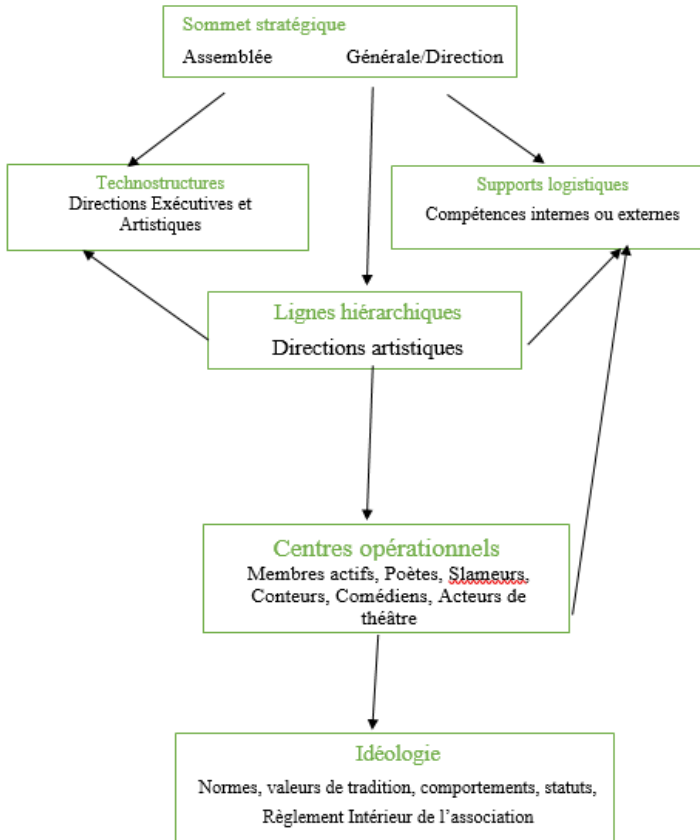 Sommet stratégique
Assemblée Générale/Direction
Technostructures
Directions Exécutives et
Artistiques
Supports logistiques
Compétences internes ou externes
Lignes hiérarchiques
Directions artistiques
Centres opérationnels
Membres actifs, Poètes, Slameurs,
Conteurs, Comédiens, Acteurs de
théâtre
Idéologie
Normes, valeurs de tradition, comportements, statuts,
Règlement Intérieur de l’association